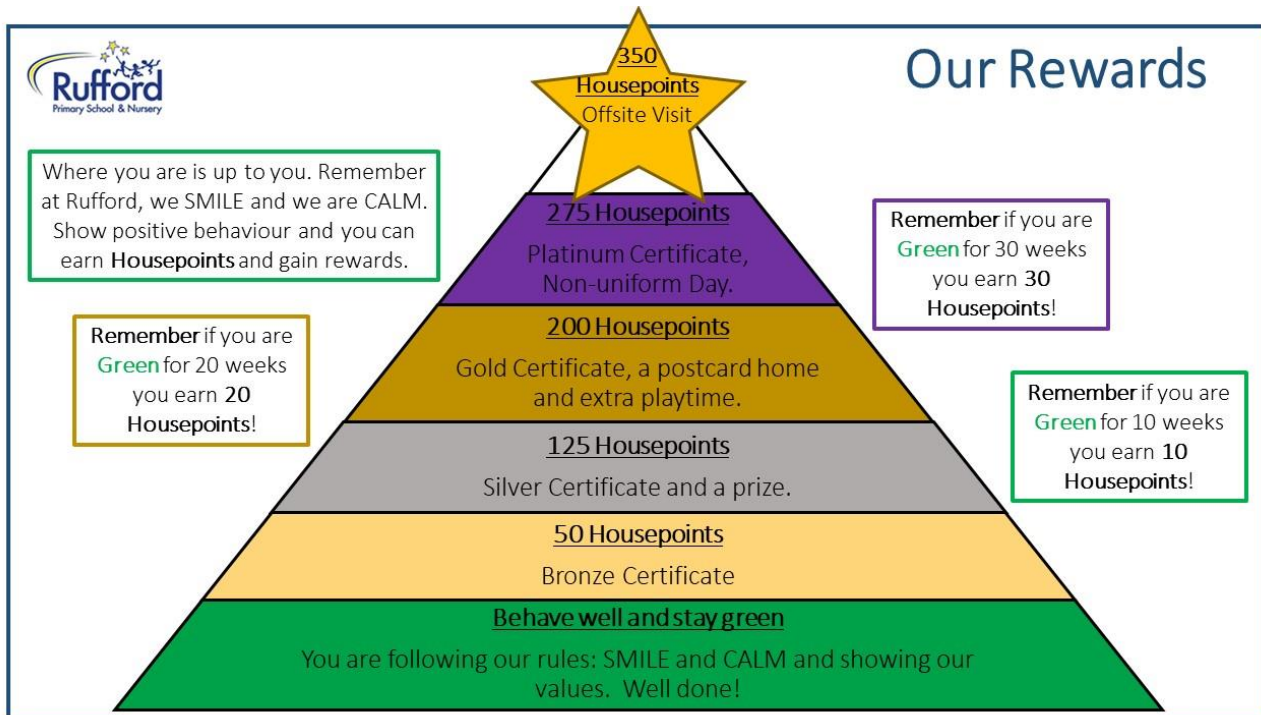 Rufford
Primary School & Nursery
Our Rewards
350
Housepoints
Offsite Visit
Where you are is up to you. Remember
at Rufford, we SMILE and we are CALM.
Show positive behaviour and you can
earn Housepoints and gain rewards.
275 Housepoints
Platinum Certificate,
Non-uniform Day.
Remember if you are
Green for 30 weeks
you earn 30
Housepoints!
Remember if you are
Green for 20 weeks
you earn 20
Housepoints!
200 Housepoints
Gold Certificate, a postcard home
and extra playtime.
Remember if you are
Green for 10 weeks
you earn 10
Housepoints!
125 Housepoints
Silver Certificate and a prize.
50 Housepoints
Bronze Certificate
Behave well and stay green
You are following our rules: SMILE and CALM and showing our
values. Well done!